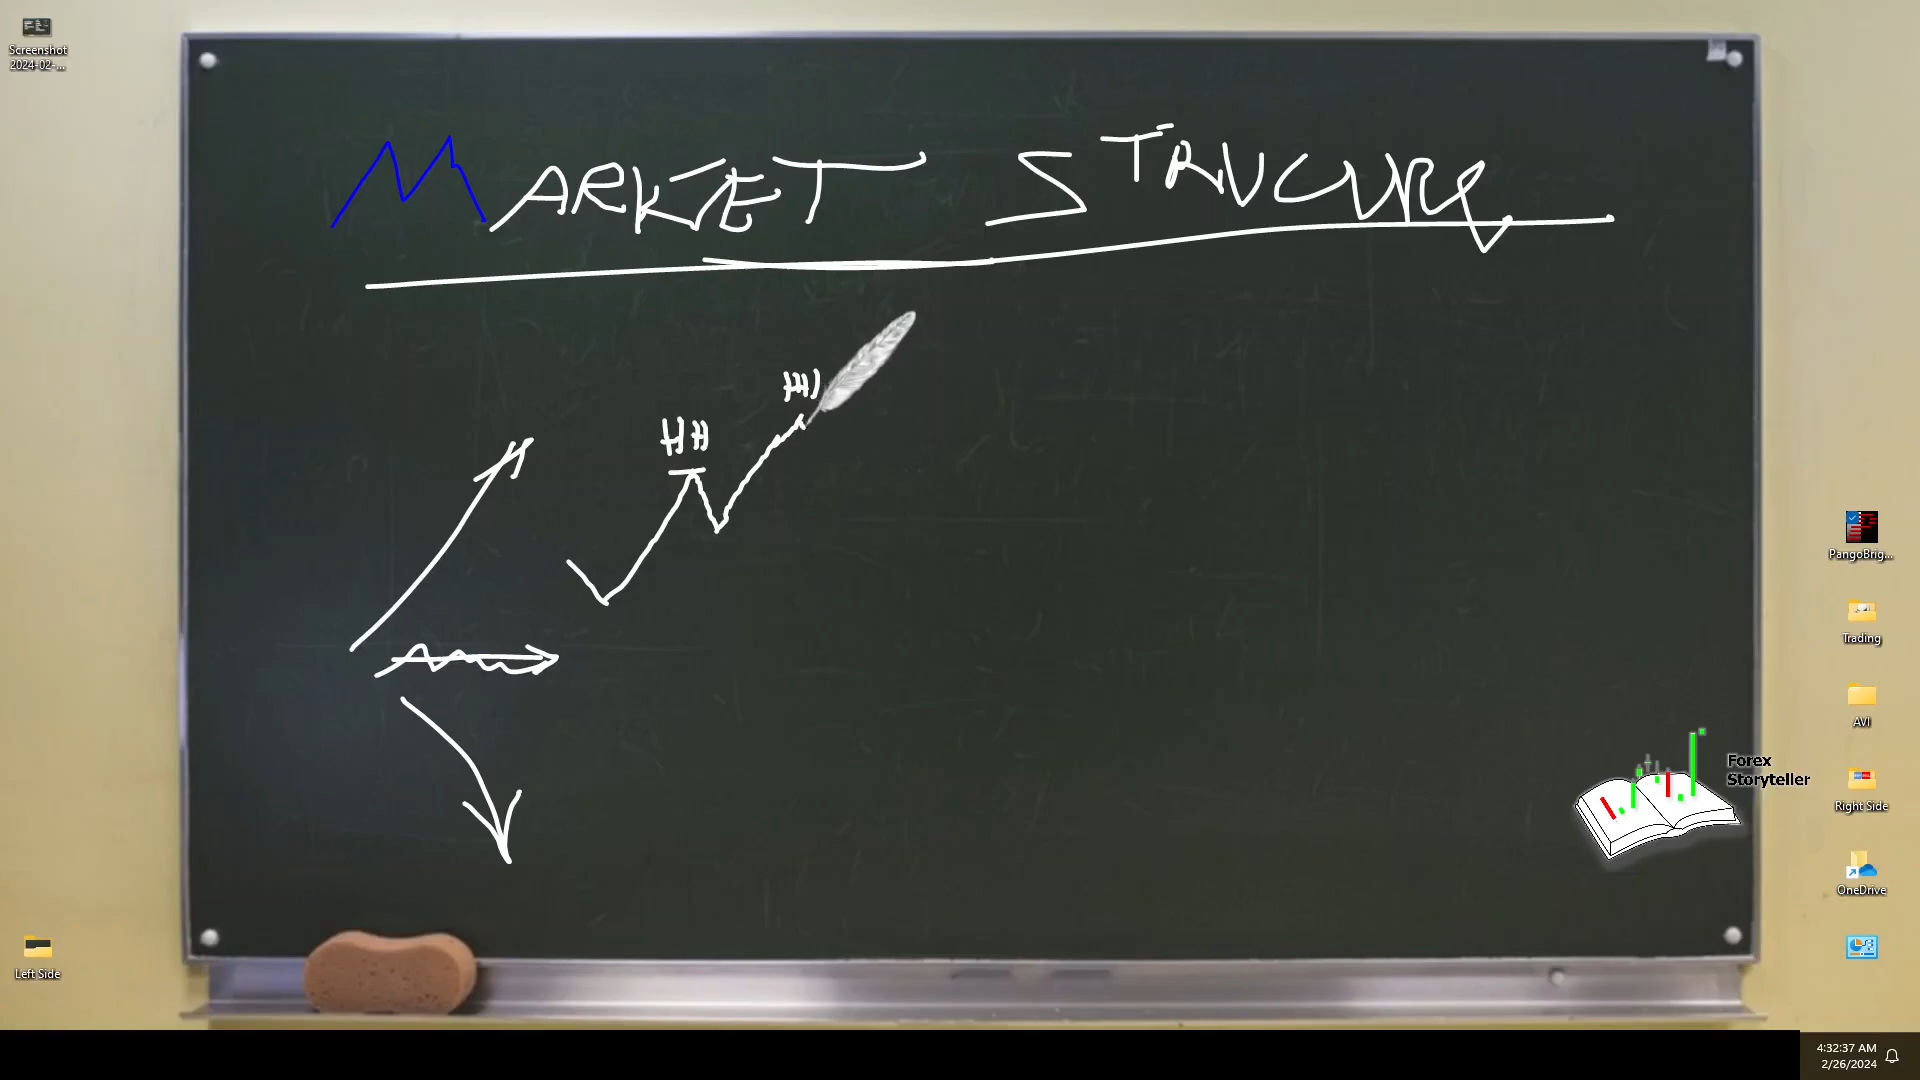 Screenshot
2024-02-...
MARKET STRUCURE
HH
HH
PangoBrig...
Trading
AVI
Forex
Storyteller
Right Side
OneDrive
Left Side
4:32:37 AM
2/26/2024